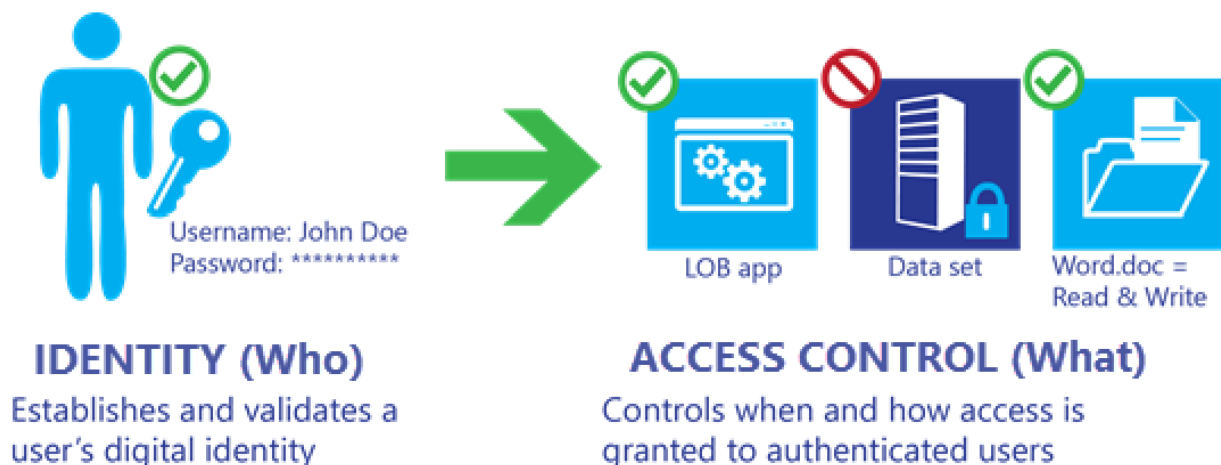 Username: John Doe
Password: **********
IDENTITY (Who)
Establishes and validates a
user's digital identity
LOB app
Data set
Word.doc =
Read & Write
ACCESS CONTROL (What)
Controls when and how access is
granted to authenticated users